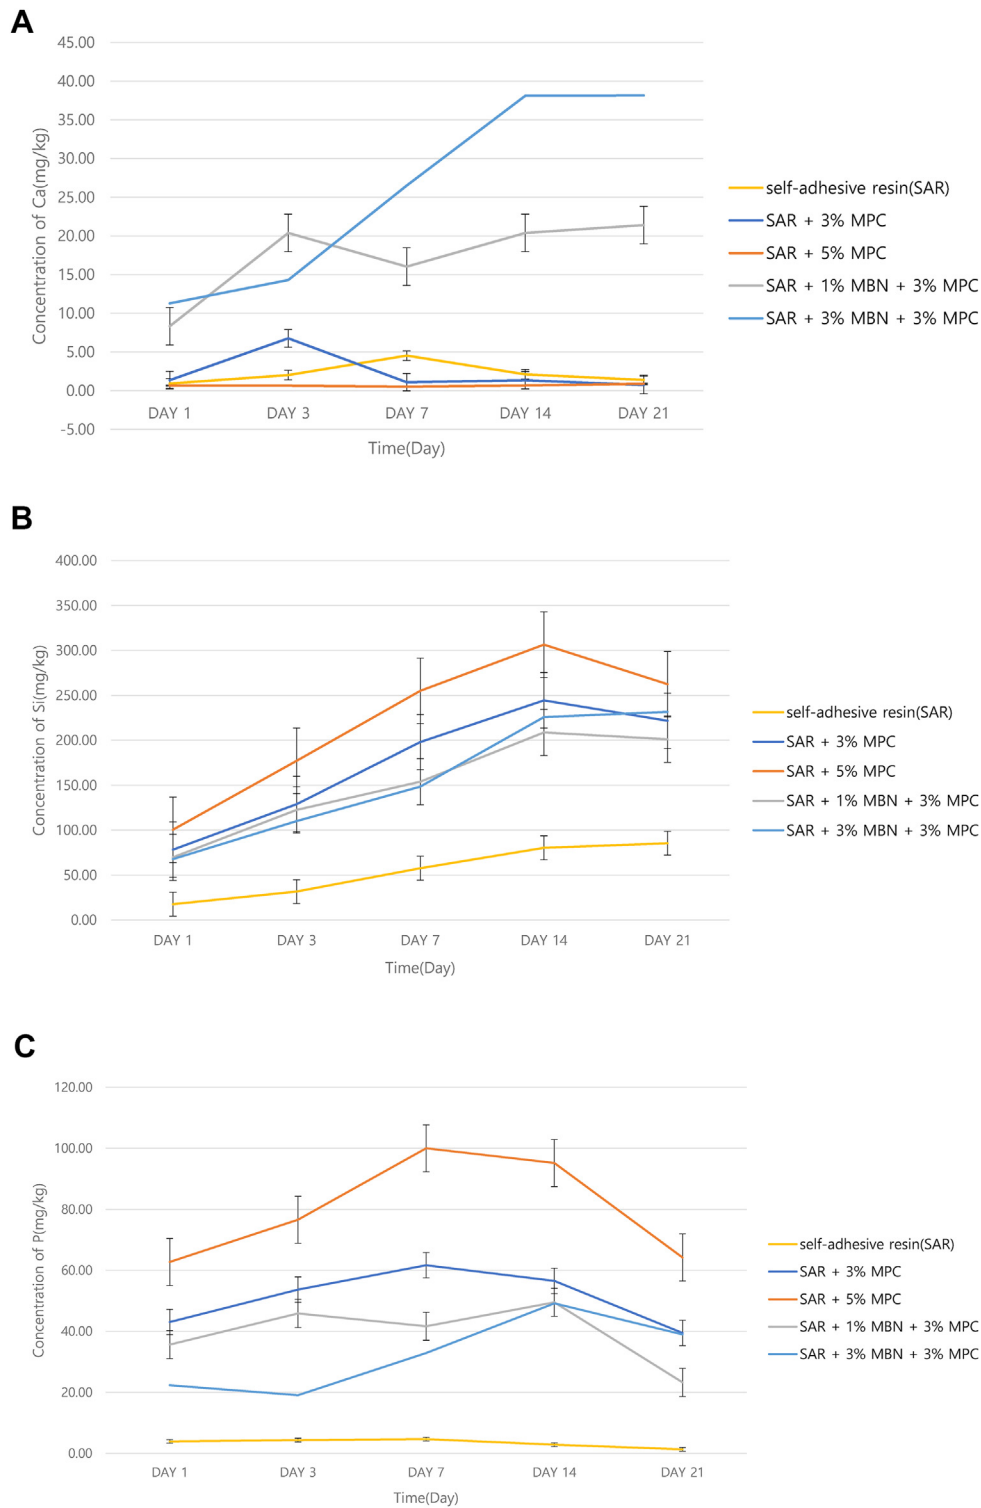 A
45.00
40.00
35.00
30.00
25.00
20.00
15.00
10.00
5.00
0.00
-5.00
Concentration of Ca(mg/kg)
DAY 1 DAY 3 DAY 7 DAY 14 DAY 21
Time(Day)
self-adhesive resin(SAR)
SAR + 3% MPC
SAR + 5% MPC
SAR + 1% MBN + 3% MPC
SAR + 3% MBN + 3% MPC
B
400.00
350.00
300.00
250.00
200.00
150.00
100.00
50.00
0.00
Concentration of Si(mg/kg)
DAY 1 DAY 3 DAY 7 DAY 14 DAY 21
Time(Day)
self-adhesive resin(SAR)
SAR + 3% MPC
SAR + 5% MPC
SAR + 1% MBN + 3% MPC
SAR + 3% MBN + 3% MPC
C
120.00
100.00
80.00
60.00
40.00
20.00
0.00
Concentration of P(mg/kg)
DAY 1 DAY 3 DAY 7 DAY 14 DAY 21
Time(Day)
self-adhesive resin(SAR)
SAR + 3% MPC
SAR + 5% MPC
SAR + 1% MBN + 3% MPC
SAR + 3% MBN + 3% MPC